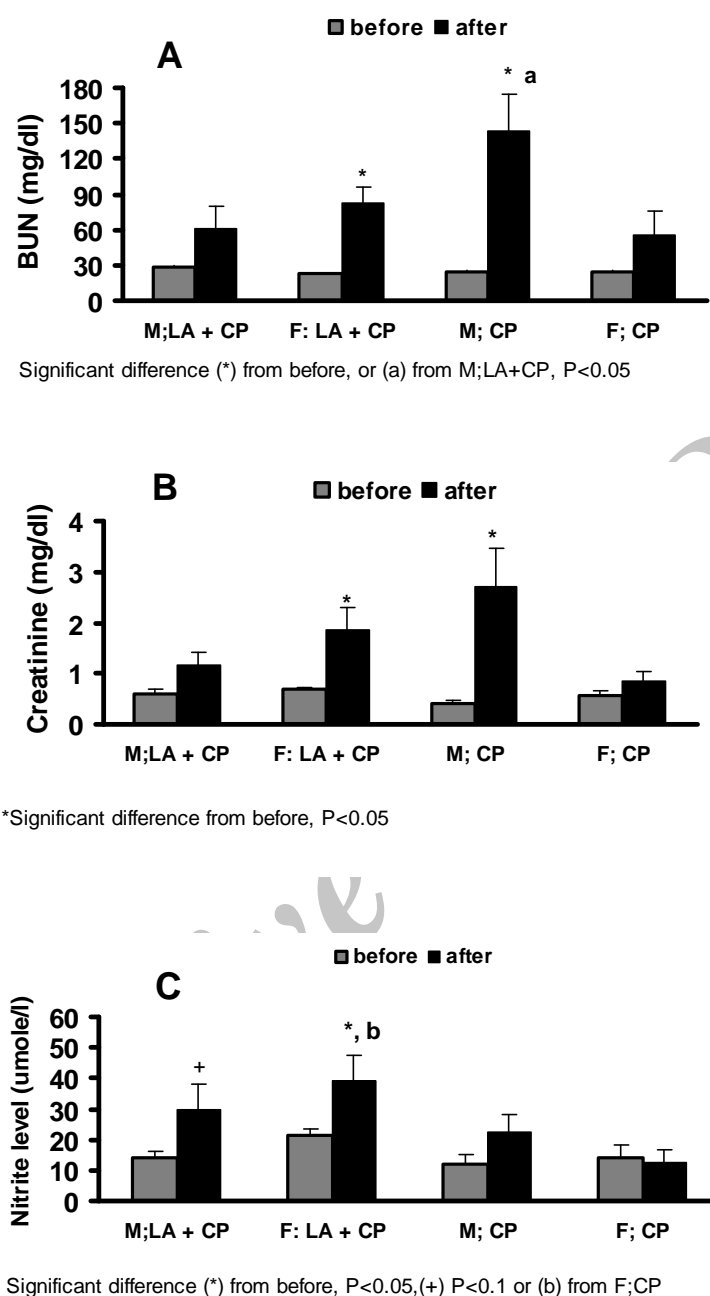 before after
A
180
150
120
90
60
30
0
BUN (mg/dl)
*
* a
M;LA + CP F: LA + CP M; CP F; CP
Significant difference (*) from before, or (a) from M;LA+CP, P<0.05
B
before after
4
3
2
1
0
Creatinine (mg/dl)
*
*
M;LA + CP F: LA + CP M; CP F; CP
*Significant difference from before, P<0.05
before after
C
60
50
40
30
20
10
0
Nitrite level (umole/l)
+
*, b
M;LA + CP F: LA + CP M; CP F; CP
Significant difference (*) from before, P<0.05,(+) P<0.1 or (b) from F;CP